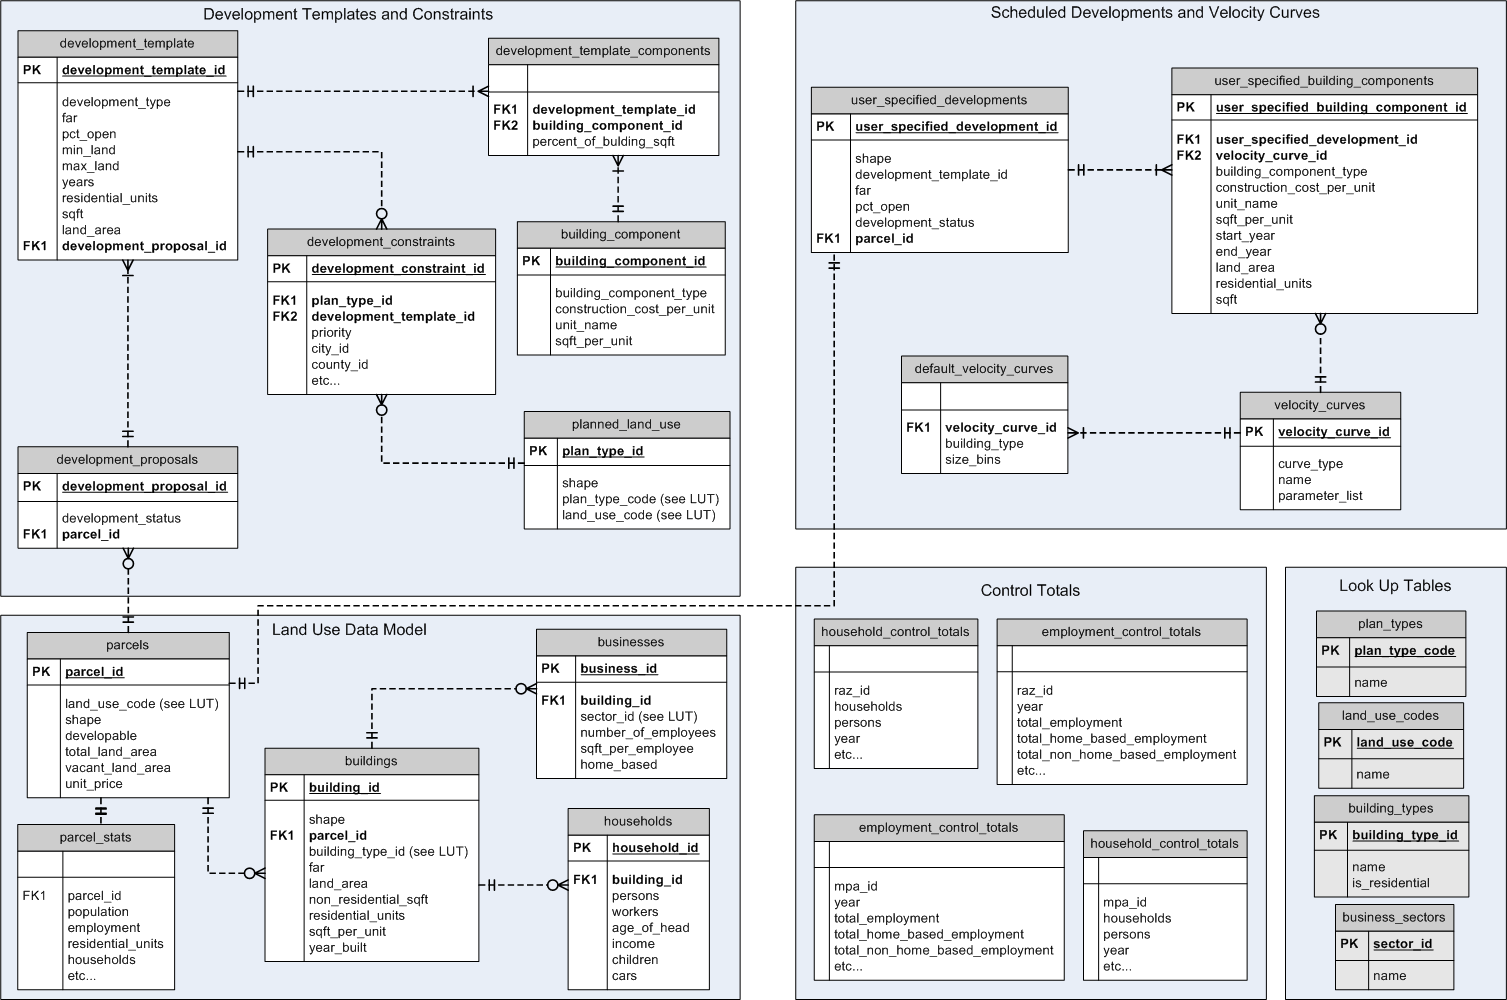 Development Templates and Constraints
development_template
PK development_template_id
development_type
far
pct_open
min_land
max_land
years
residential_units
sqft
land_area
FK1 development_proposal_id
development_template_components
FK1 development_template_id
FK2 building_component_id
percent_of_bulding_sqft
development_constraints
PK development_constraint_id
FK1 plan_type_id
FK2 development_template_id
priority
city_id
county_id
etc...
building_component
PK building_component_id
building_component_type
construction_cost_per_unit
unit_name
sqft_per_unit
planned_land_use
PK plan_type_id
shape
plan_type_code (see LUT)
land_use_code (see LUT)
development_proposals
PK development_proposal_id
development_status
FK1 parcel_id
Scheduled Developments and Velocity Curves
user_specified_developments
PK user_specified_development_id
shape
development_template_id
far
pct_open
development_status
FK1 parcel_id
user_specified_building_components
PK user_specified_building_component_id
FK1 user_specified_development_id
FK2 velocity_curve_id
building_component_type
construction_cost_per_unit
unit_name
sqft_per_unit
start_year
end_year
land_area
residential_units
sqft
default_velocity_curves
FK1 velocity_curve_id
building_type
size_bins
velocity_curves
PK velocity_curve_id
curve_type
name
parameter_list
Land Use Data Model
parcels
PK parcel_id
land_use_code (see LUT)
shape
developable
total_land_area
vacant_land_area
unit_price
parcel_stats
FK1 parcel_id
population
employment
residential_units
households
etc...
buildings
PK building_id
shape
FK1 parcel_id
building_type_id (see LUT)
far
land_area
non_residential_sqft
residential_units
sqft_per_unit
year_built
businesses
PK business_id
FK1 building_id
sector_id (see LUT)
number_of_employees
sqft_per_employee
home_based
households
PK household_id
FK1 building_id
persons
workers
age_of_head
income
children
cars
Control Totals
household_control_totals
raz_id
households
persons
year
etc...
employment_control_totals
raz_id
year
total_employment
total_home_based_employment
total_non_home_based_employment
etc...
employment_control_totals
mpa_id
year
total_employment
total_home_based_employment
total_non_home_based_employment
etc...
household_control_totals
mpa_id
households
persons
year
etc...
Look Up Tables
plan_types
PK plan_type_code
name
land_use_codes
PK land_use_code
name
building_types
PK building_type_id
name
is_residential
business_sectors
PK sector_id
name